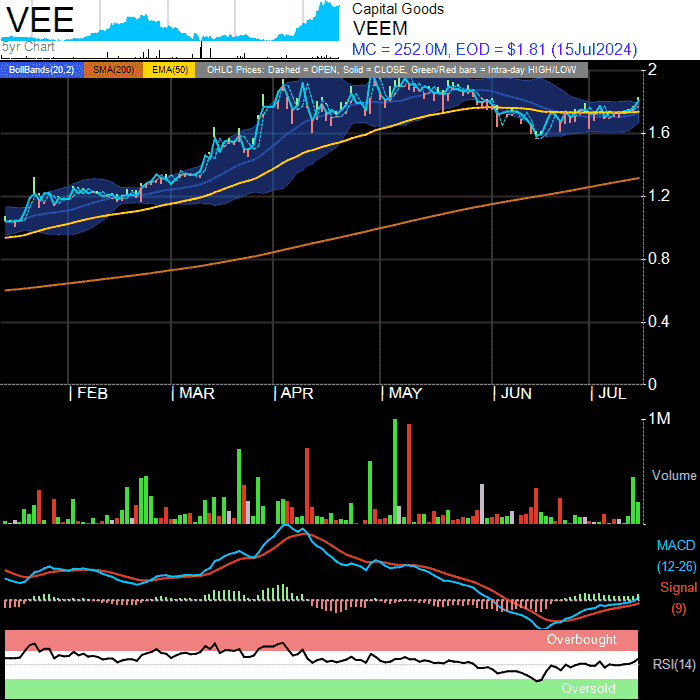 VEE
5yr Chart
Capital Goods
VEEM
MC = 252.0M, EOD = $1.81 (15Jul2024)
BollBands(20,2) SMA(200) EMA(50) OHLC Prices: Dashed = OPEN, Solid = CLOSE, Green/Red bars = Intra-day HIGH/LOW
2
1.6
1.2
0.8
0.4
0
FEB MAR APR MAY JUN JUL
1M
Volume
MACD
(12-26)
Signal
(9)
Overbought
RSI(14)
Oversold